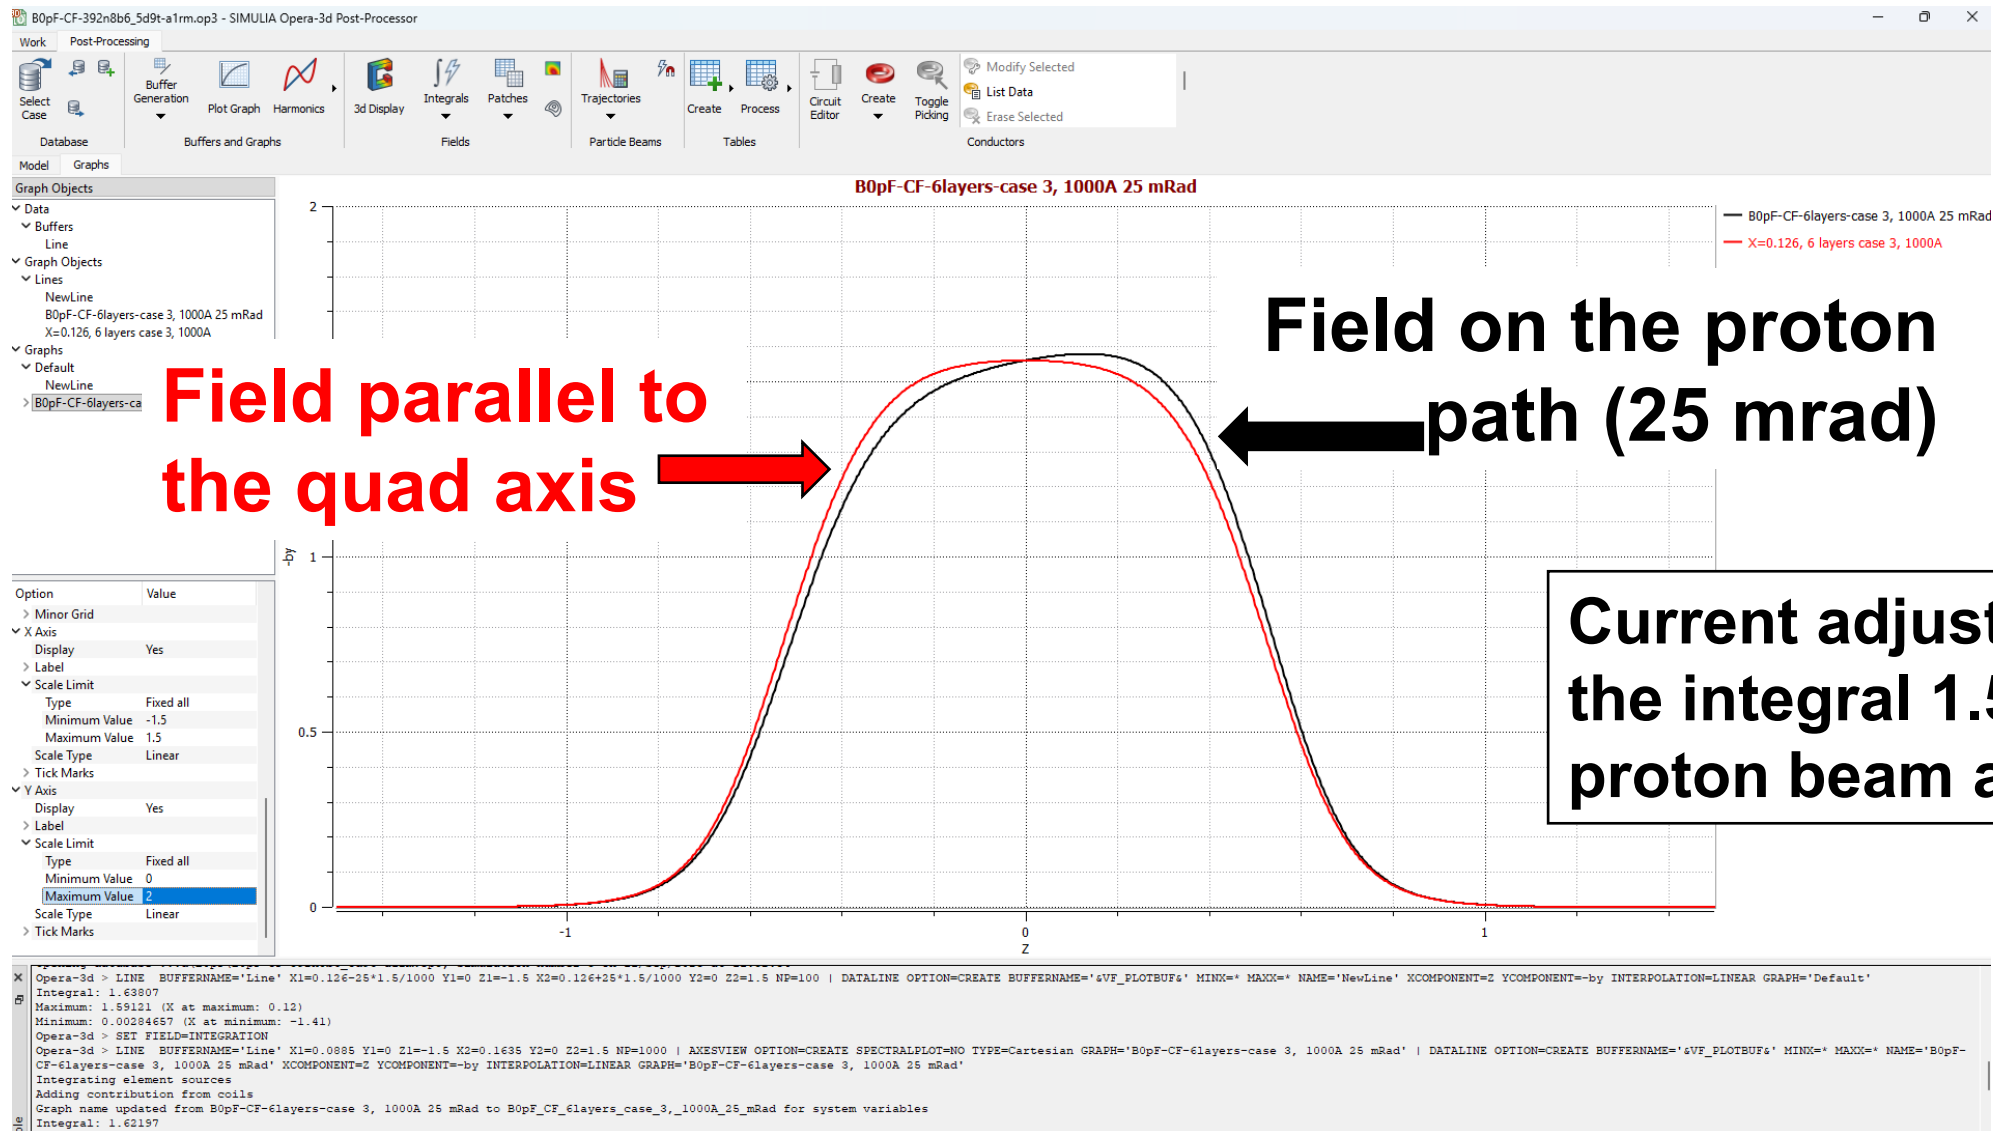 B0pF-CF-392n8b6_5d9t-a1rm.op3 - SIMULIA Opera-3d Post-Processor
Work Post-Processing
Select Case
Buffer Generation
Plot Graph
Harmonics
3d Display
Integrals
Patches
Trajectories
Create
Process
Circuit Editor
Create
Toggle Picking
Modify Selected
List Data
Erase Selected
Database
Buffers and Graphs
Fields
Particle Beams
Tables
Conductors
Model Graphs
Graph Objects
Data
Buffers
Line
Graph Objects
Lines
NewLine
B0pF-CF-6layers-case 3, 1000A 25 mRad
X=0.126, 6 layers case 3, 1000A
Graphs
Default
NewLine
B0pF-CF-6layers-ca
Option Value
Minor Grid
X Axis
Display Yes
Label
Scale Limit
Type Fixed all
Minimum Value -1.5
Maximum Value 1.5
Scale Type Linear
Tick Marks
Y Axis
Display Yes
Label
Scale Limit
Type Fixed all
Minimum Value 0
Maximum Value 2
Scale Type Linear
Tick Marks
B0pF-CF-6layers-case 3, 1000A 25 mRad
B0pF-CF-6layers-case 3, 1000A 25 mRad
X=0.126, 6 layers case 3, 1000A
Field on the proton
path (25 mrad)
Field parallel to
the quad axis
Current adjust
the integral 1.5
proton beam a
2
1
0.5
0
-by
-1 0 1
Z
Opera-3d > LINE BUFFERNAME='Line' X1=0.126-25*1.5/1000 Y1=0 Z1=-1.5 X2=0.126+25*1.5/1000 Y2=0 Z2=1.5 NP=100 | DATALINE OPTION=CREATE BUFFERNAME='&VF_PLOTBUF&' MINX=* MAXX=* NAME='NewLine' XCOMPONENT=Z YCOMPONENT=-by INTERPOLATION=LINEAR GRAPH='Default'
Integral: 1.63807
Maximum: 1.59121 (X at maximum: 0.12)
Minimum: 0.00284657 (X at minimum: -1.41)
Opera-3d > SET FIELD=INTEGRATION
Opera-3d > LINE BUFFERNAME='Line' X1=0.0885 Y1=0 Z1=-1.5 X2=0.1635 Y2=0 Z2=1.5 NP=1000 | AXESVIEW OPTION=CREATE SPECTRALPLOT=NO TYPE=Cartesian GRAPH='B0pF-CF-6layers-case 3, 1000A 25 mRad' | DATALINE OPTION=CREATE BUFFERNAME='&VF_PLOTBUF&' MINX=* MAXX=* NAME='B0pF-
CF-6layers-case 3, 1000A 25 mRad' XCOMPONENT=Z YCOMPONENT=-by INTERPOLATION=LINEAR GRAPH='B0pF-CF-6layers-case 3, 1000A 25 mRad'
Integrating element sources
Adding contribution from coils
Graph name updated from B0pF-CF-6layers-case 3, 1000A 25 mRad to B0pF_CF_6layers_case_3,_1000A_25_mRad for system variables
Integral: 1.62197